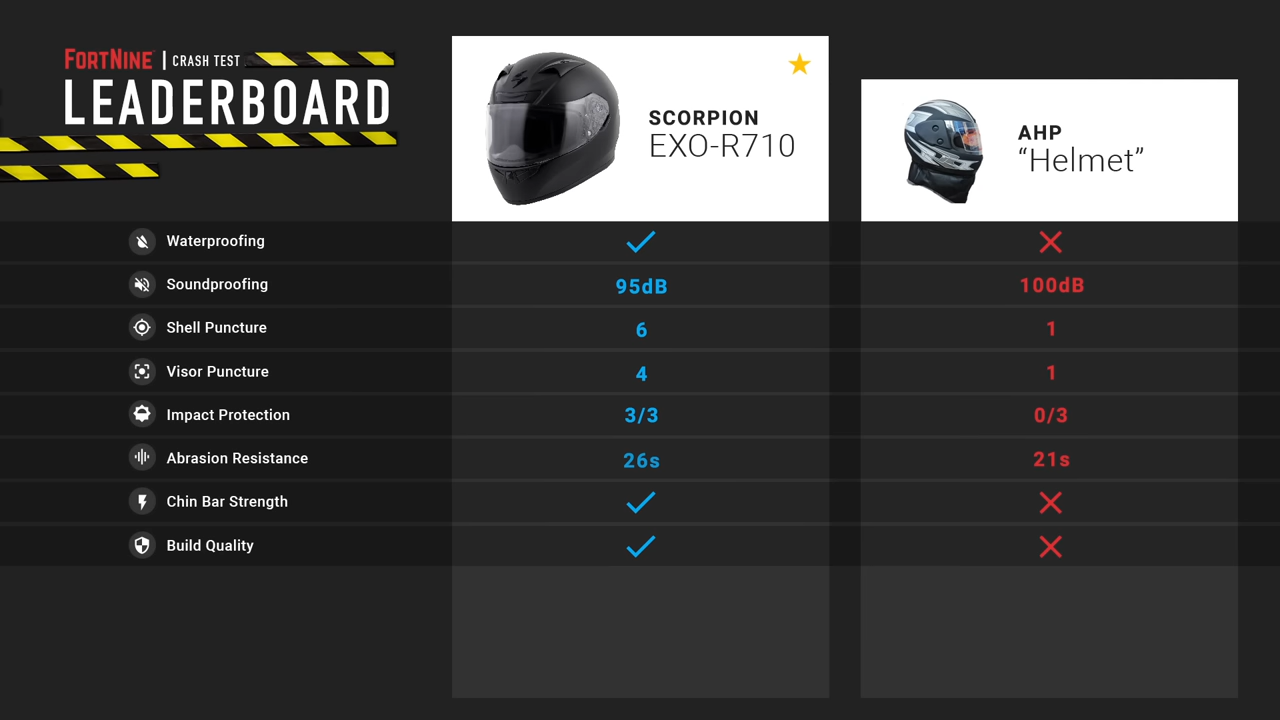 FORTNINE | CRASH TEST
LEADERBOARD
SCORPION
EXO-R710
AHP
“Helmet”
Waterproofing
Soundproofing 95dB 100dB
Shell Puncture 6 1
Visor Puncture 4 1
Impact Protection 3/3 0/3
Abrasion Resistance 26s 21s
Chin Bar Strength
Build Quality